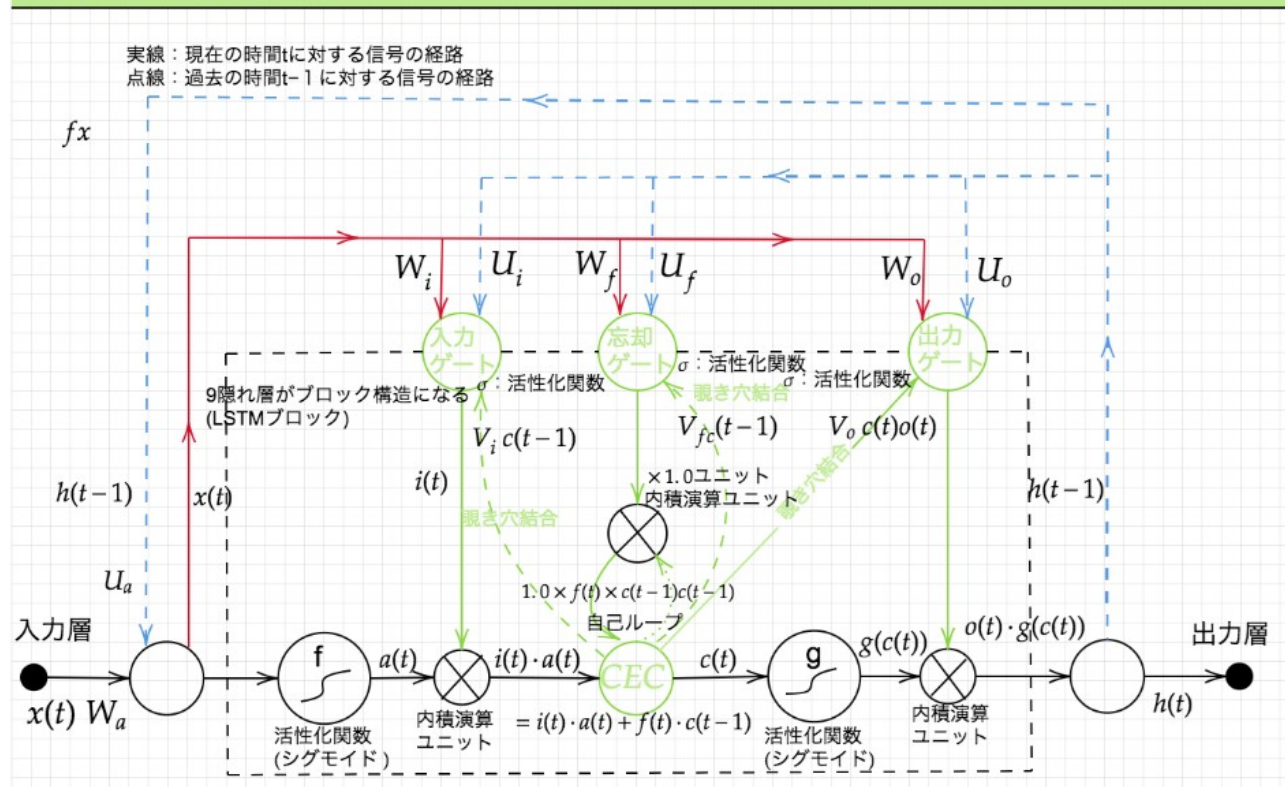 実線：現在の時間tに対する信号の経路
点線：過去の時間t-1に対する信号の経路
fx
W_i
U_i
W_f
U_f
W_o
U_o
入力
ゲート
忘却
ゲート
出力
ゲート
σ：活性化関数
σ：活性化関数
σ：活性化関数
9隠れ層がブロック構造になる
(LSTMブロック)
覗き穴結合
V_i c(t-1)
V_fc(t-1)
V_o c(t)o(t)
h(t-1)
x(t)
i(t)
×1.0ユニット
内積演算ユニット
覗き穴結合
覗き穴結合
h(t-1)
U_a
1.0×f(t)×c(t-1)c(t-1)
自己ループ
入力層
f
a(t)
i(t)·a(t)
CEC
c(t)
g
g(c(t))
o(t)·g(c(t))
出力層
x(t) W_a
活性化関数
(シグモイド)
内積演算
ユニット
=i(t)·a(t)+f(t)·c(t-1)
活性化関数
(シグモイド)
内積演算
ユニット
h(t)